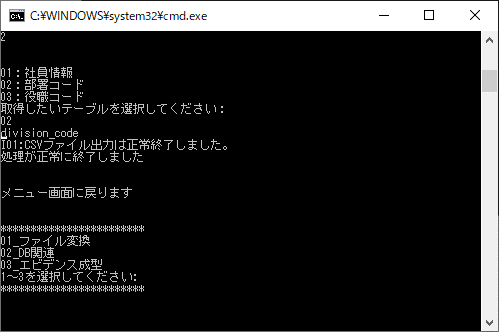 C:¥WINDOWS¥system32¥cmd.exe
2
01：社員情報
02：部署コード
03：役職コード
取得したいテーブルを選択してください：
02
division_code
I01:CSVファイル出力は正常終了しました。
処理が正常に終了しました
メニュー画面に戻ります
************************
01_ファイル変換
02_DB関連
03_エビデンス成型
1～3を選択してください:
************************